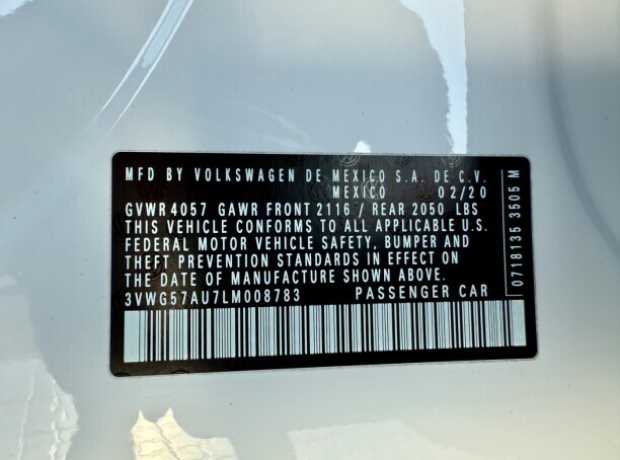 MFD BY VOLKSWAGEN DE MEXICO S.A. DE C.V.
MEXICO 02/20
GVWR 4057 GAWR FRONT 2116 / REAR 2050 LBS
THIS VEHICLE CONFORMS TO ALL APPLICABLE U.S.
FEDERAL MOTOR VEHICLE SAFETY, BUMPER AND
THEFT PREVENTION STANDARDS IN EFFECT ON
THE DATE OF MANUFACTURE SHOWN ABOVE.
3VWG57AU7LM008783 PASSENGER CAR
0718135 3505 M